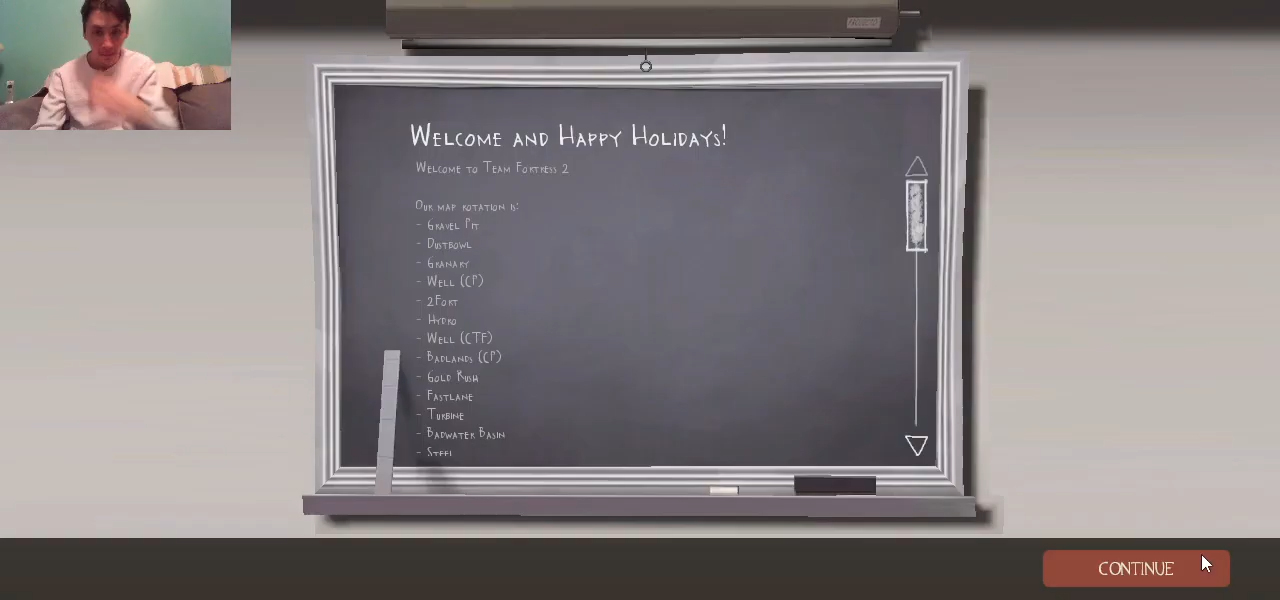 Welcome and Happy Holidays!
Welcome to Team Fortress 2
Our map rotation is:
- Gravel Pit
- Dustbowl
- Granary
- Well (CP)
- 2Fort
- Hydro
- Well (CTF)
- Badlands (CP)
- Gold Rush
- Fastlane
- Turbine
- Badwater Basin
- Steel
CONTINUE